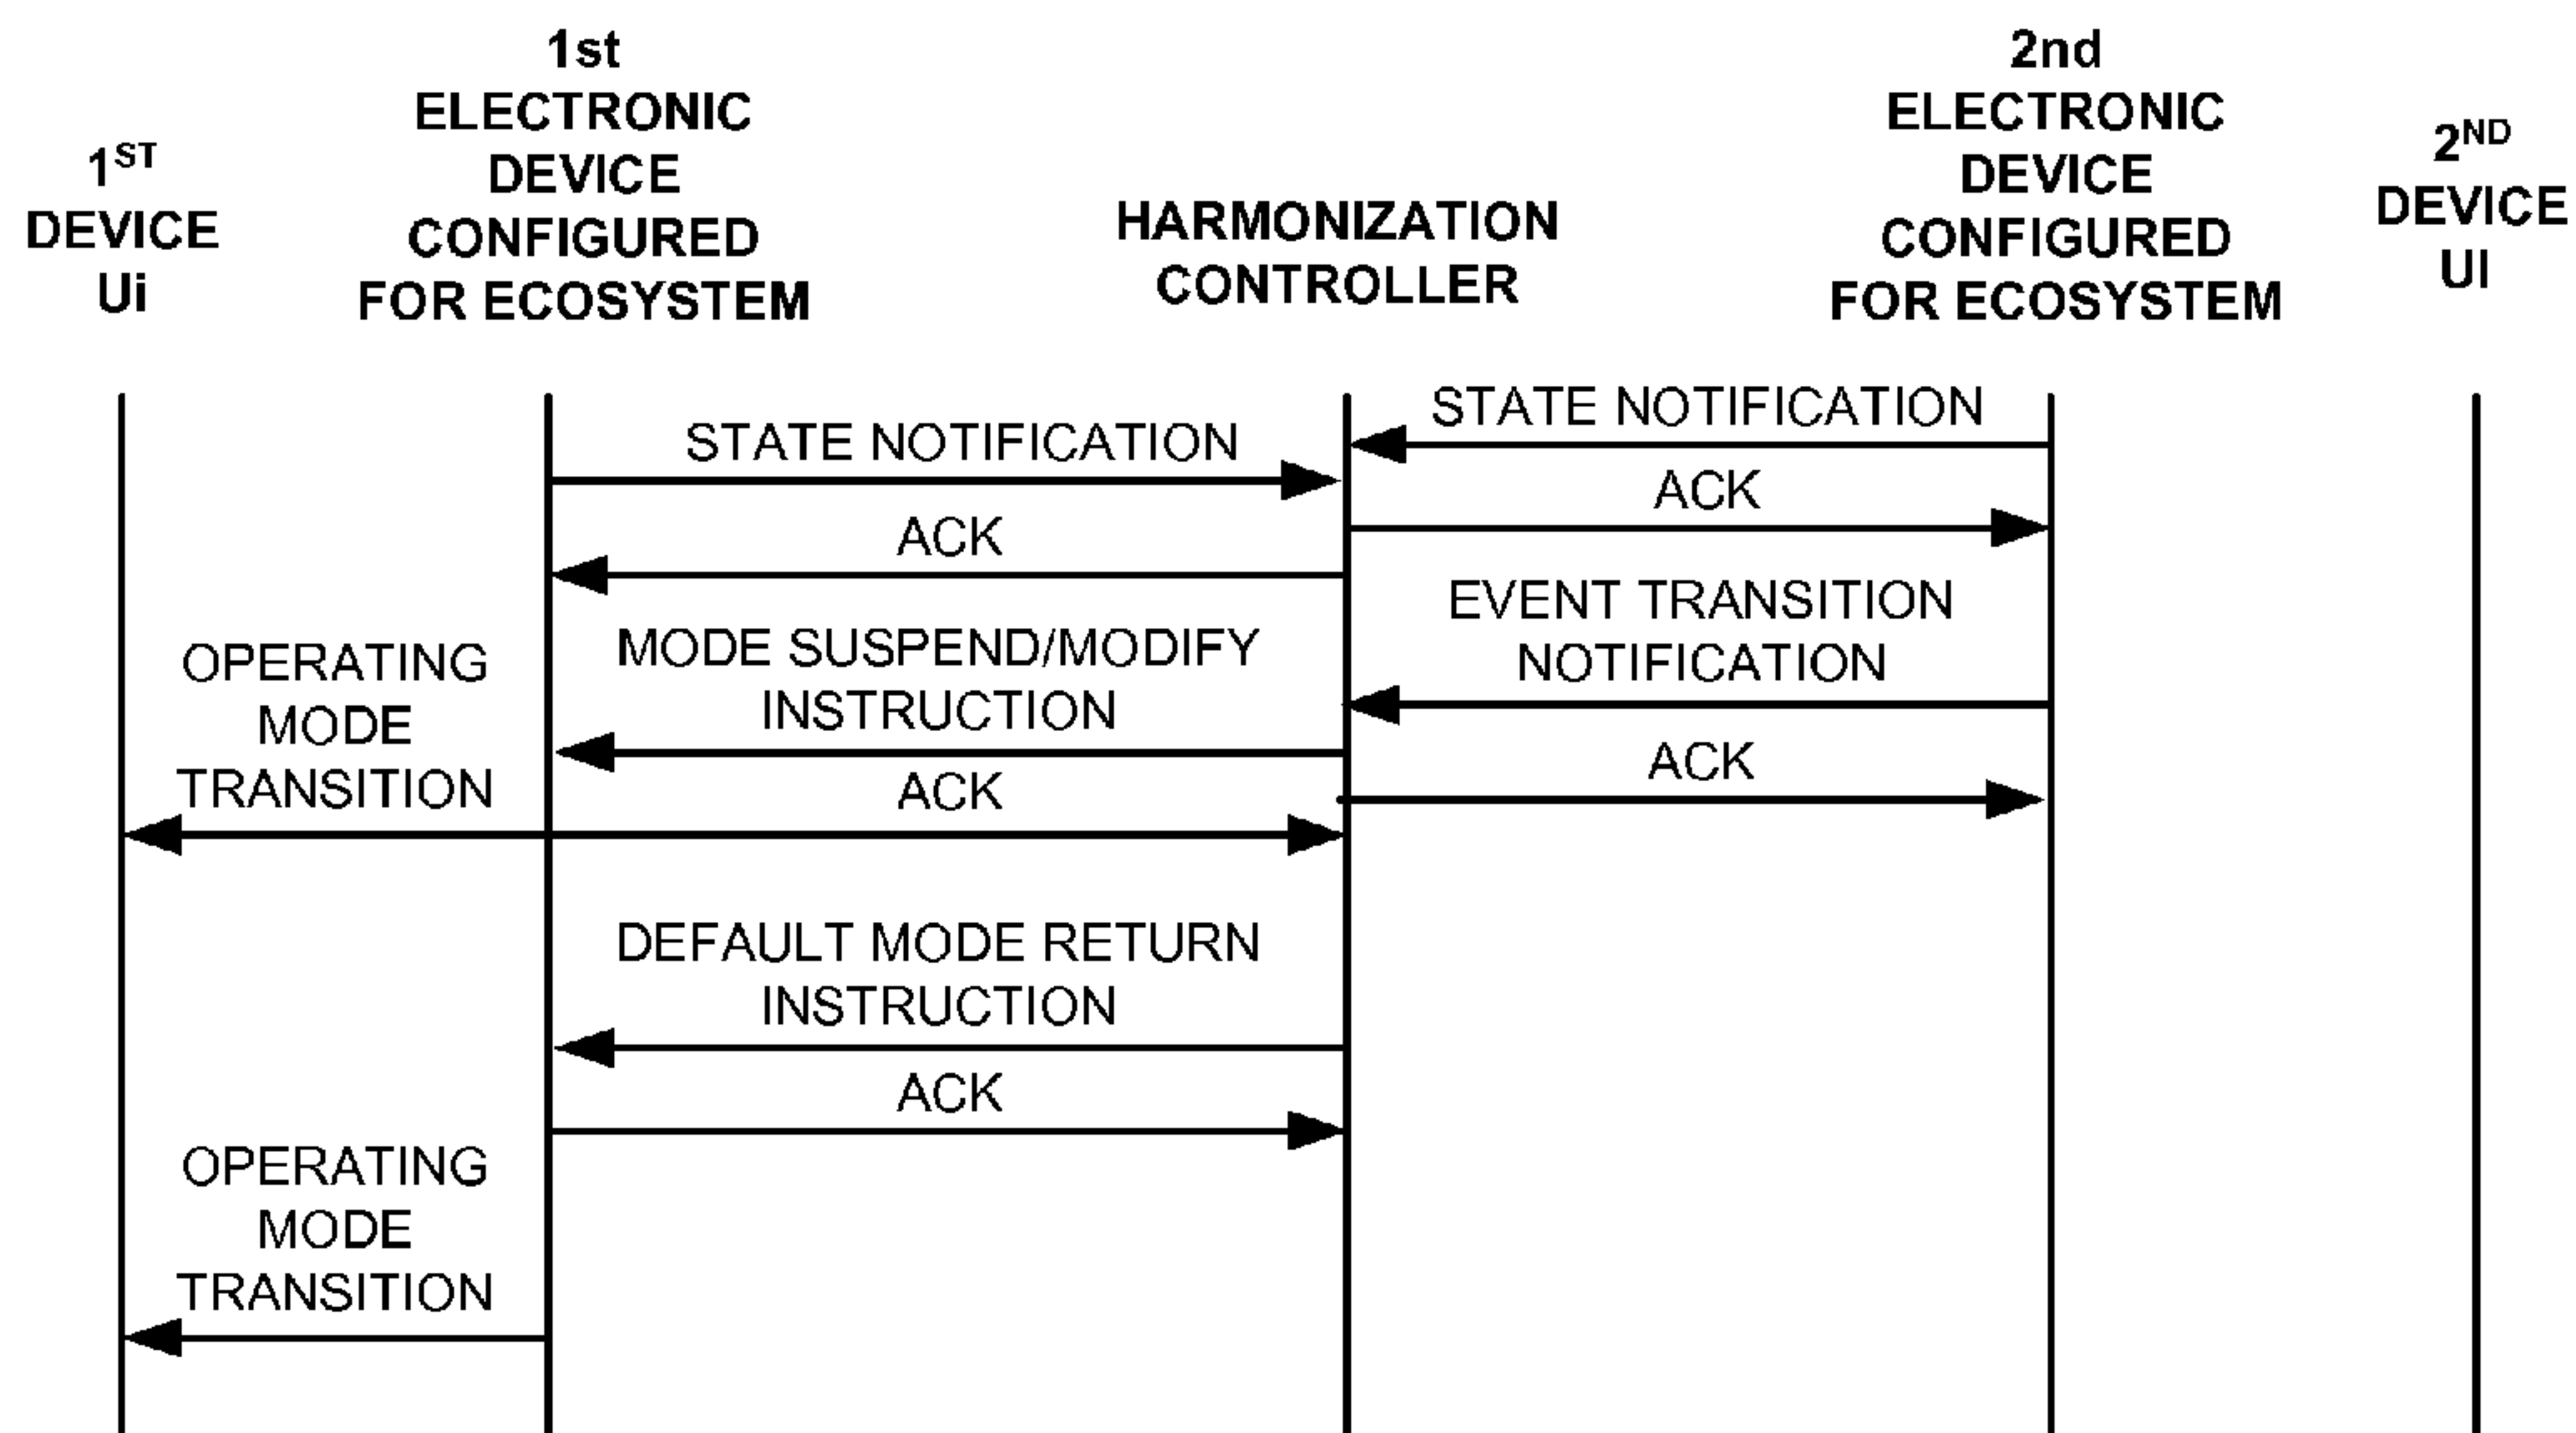 1ST
DEVICE
Ui
1st
ELECTRONIC
DEVICE
CONFIGURED
FOR ECOSYSTEM
HARMONIZATION
CONTROLLER
2nd
ELECTRONIC
DEVICE
CONFIGURED
FOR ECOSYSTEM
2ND
DEVICE
UI
STATE NOTIFICATION
STATE NOTIFICATION
ACK
ACK
EVENT TRANSITION
NOTIFICATION
MODE SUSPEND/MODIFY
INSTRUCTION
OPERATING
MODE
TRANSITION
ACK
ACK
DEFAULT MODE RETURN
INSTRUCTION
ACK
OPERATING
MODE
TRANSITION